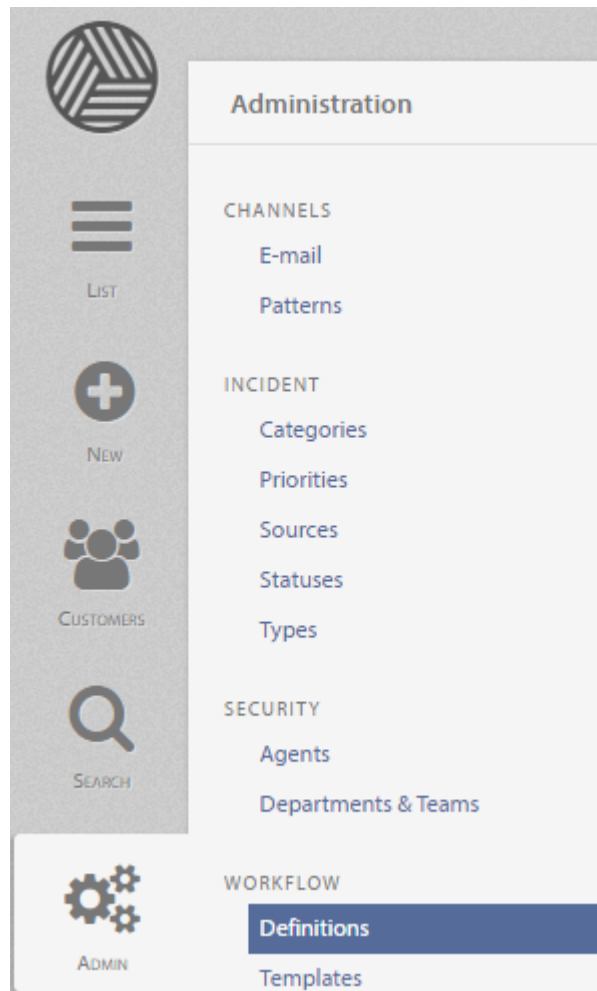 Administration
CHANNELS
E-mail
Patterns
INCIDENT
Categories
Priorities
Sources
Statuses
Types
SECURITY
Agents
Departments & Teams
WORKFLOW
Definitions
Templates
LIST
NEW
CUSTOMERS
SEARCH
ADMIN